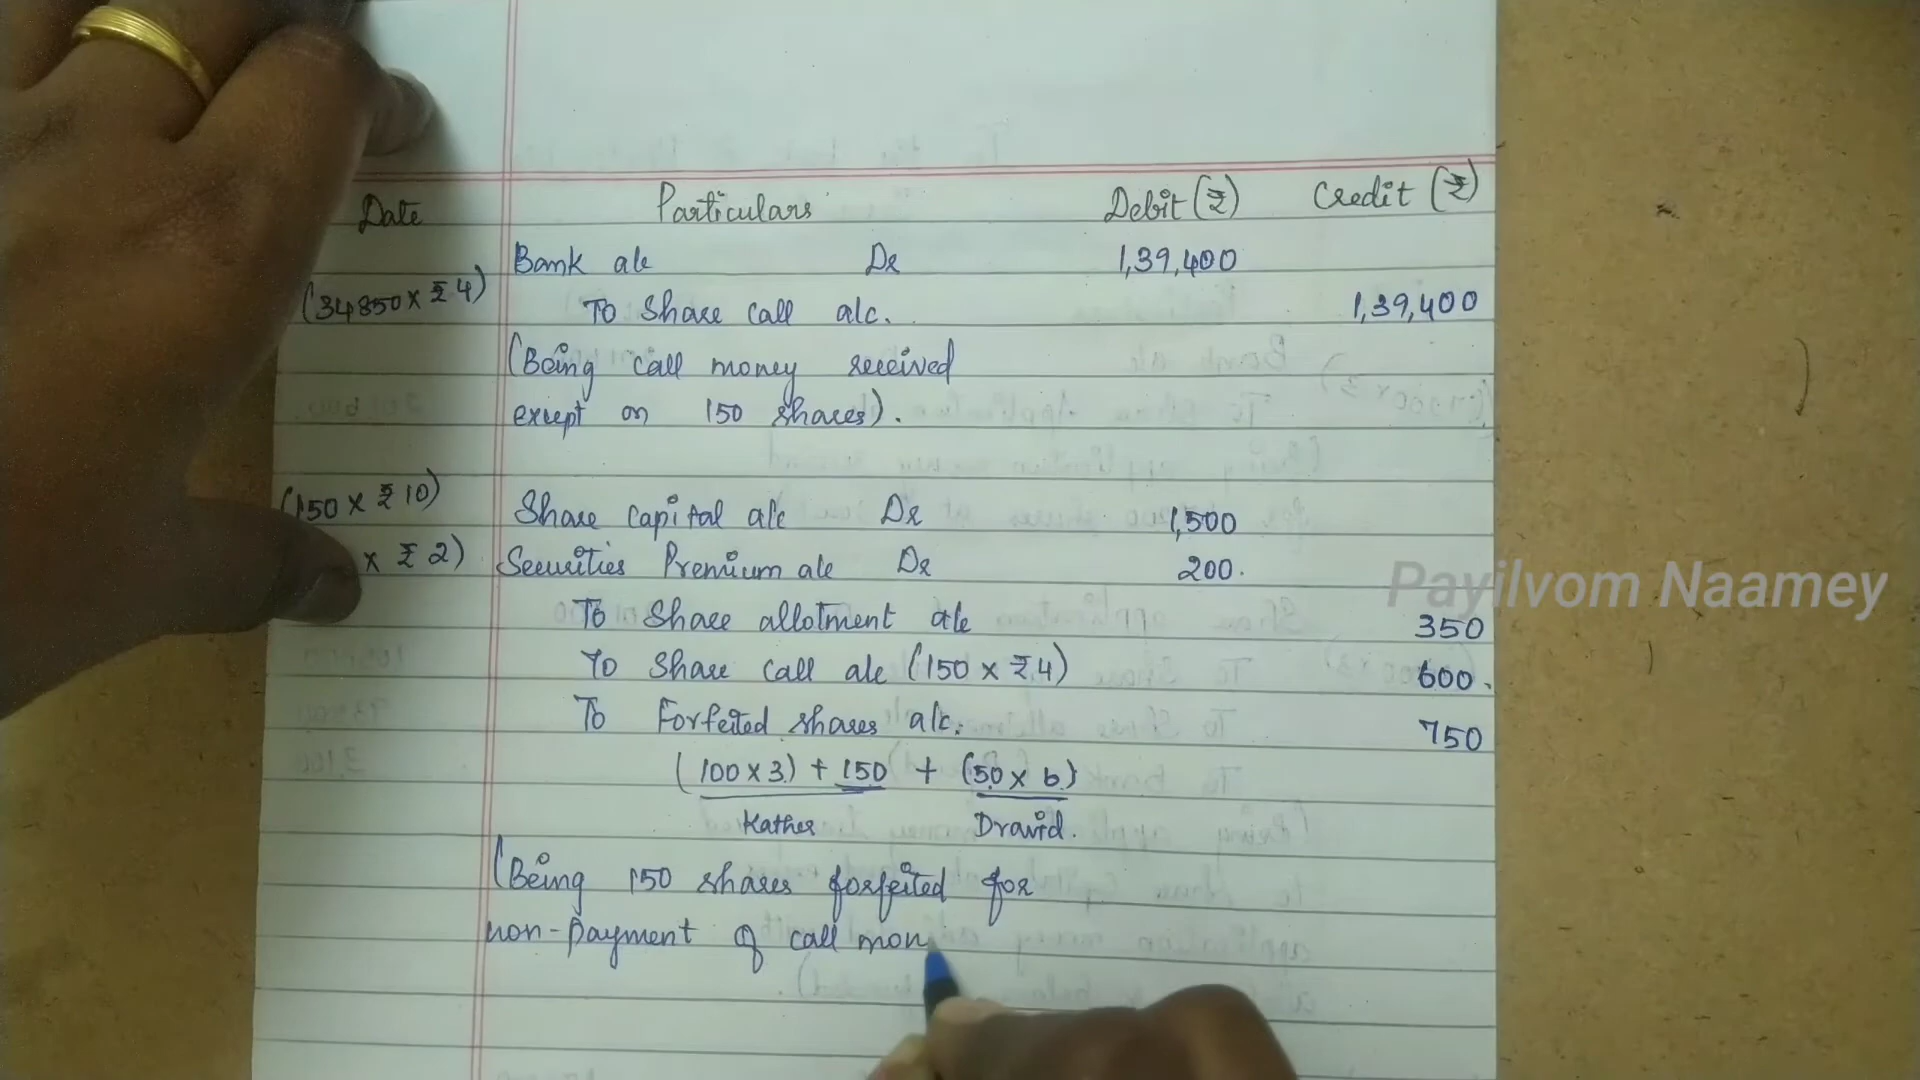 Date Particulars Debit (₹) Credit (₹)
Bank a/c Dr 1,39,400
(34850 x ₹ 4) To Share call a/c. 1,39,400
(Being call money received
except on 150 shares).
(150 x ₹ 10) Share capital a/c Dr 1,500
x ₹ 2) Securities Premium a/c Dr 200.
To Share allotment a/c 350
To Share call a/c (150 x ₹4) 600.
To Forfeited shares a/c. 750
(100 x 3) + 150 + (50 x 6)
Kather Dravid.
(Being 150 shares forfeited for
non-payment of call mon
Payilvom Naamey